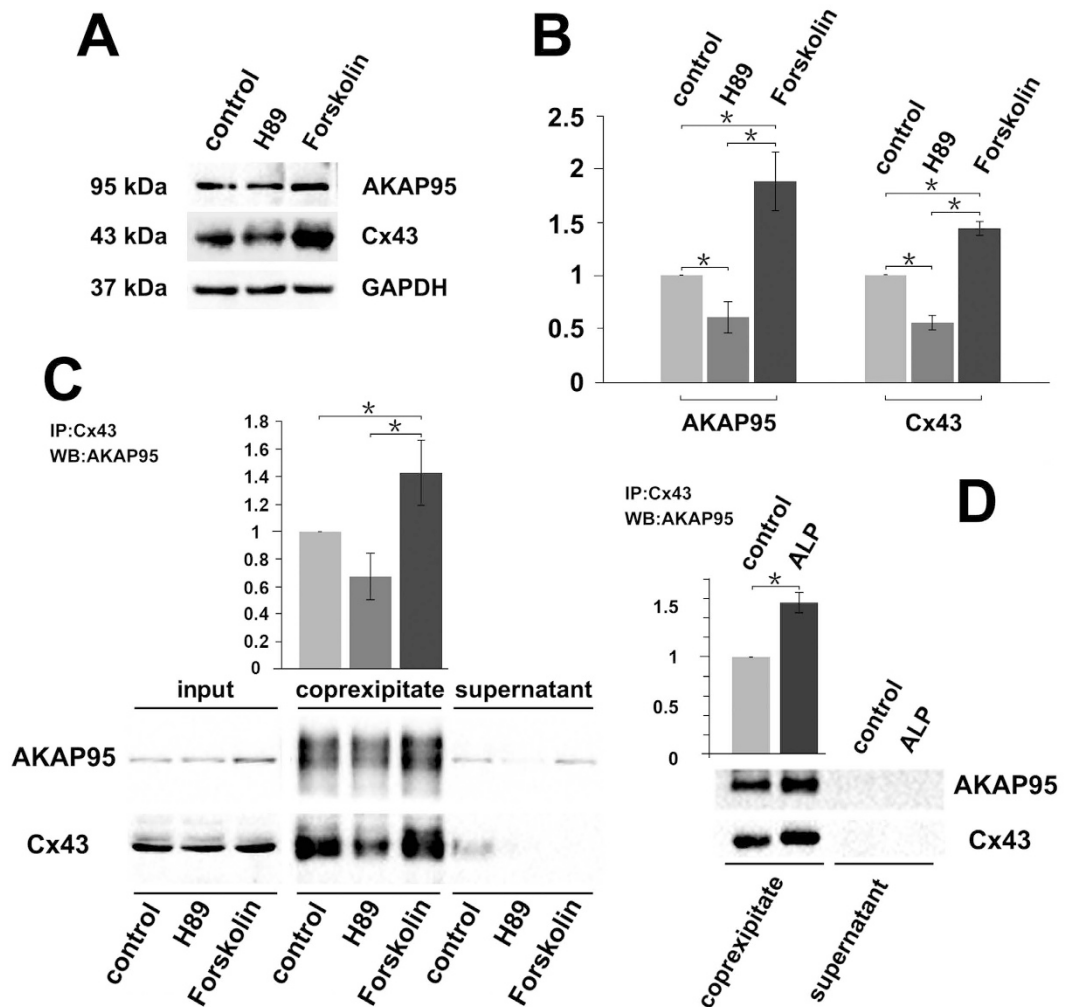 A
control
H89
Forskolin
95 kDa
AKAP95
43 kDa
Cx43
37 kDa
GAPDH
B
control
H89
Forskolin
control
H89
Forskolin
2.5
2
1.5
1
0.5
0
*
*
*
*
*
*
AKAP95
Cx43
C
IP:Cx43
WB:AKAP95
1.8
1.6
1.4
1.2
1
0.8
0.6
0.4
0.2
0
*
*
input
coprexipitate
supernatant
AKAP95
Cx43
control
H89
Forskolin
control
H89
Forskolin
control
H89
Forskolin
D
IP:Cx43
WB:AKAP95
control
ALP
*
1.5
1
0.5
0
control
ALP
AKAP95
Cx43
coprexipitate
supernatant